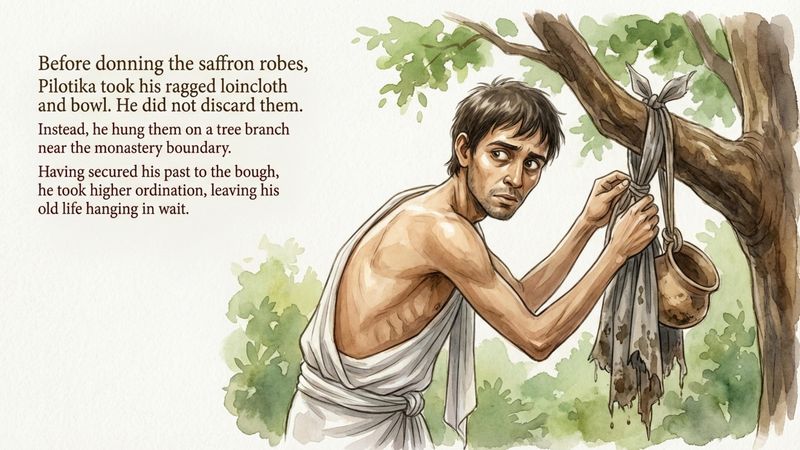 Before donning the saffron robes,
Pilotika took his ragged loincloth
and bowl. He did not discard them.
Instead, he hung them on a tree branch
near the monastery boundary.
Having secured his past to the bough,
he took higher ordination, leaving his
old life hanging in wait.